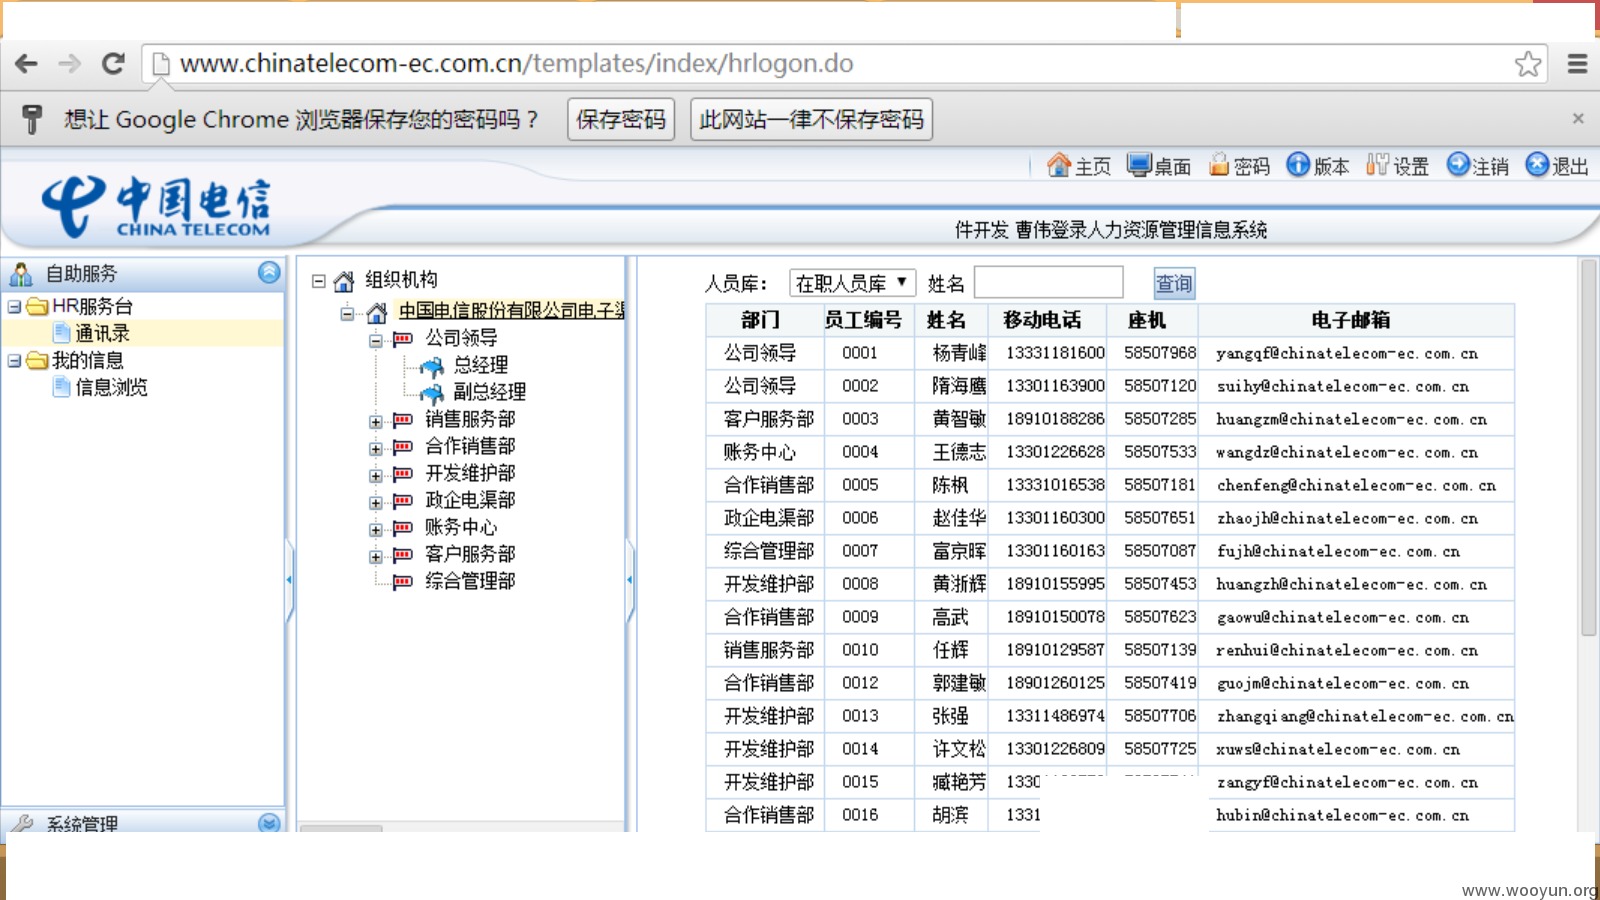 www.chinatelecom-ec.com.cn/templates/index/hrlogon.do
想让 Google Chrome 浏览器保存您的密码吗？ 保存密码 此网站一律不保存密码
主页 桌面 密码 版本 设置 注销 退出
中国电信
CHINA TELECOM
件开发 曹伟登录人力资源管理信息系统
自助服务
HR服务台
通讯录
我的信息
信息浏览
系统管理
组织机构
中国电信股份有限公司电子渠
公司领导
总经理
副总经理
销售服务部
合作销售部
开发维护部
政企电渠部
账务中心
客户服务部
综合管理部
人员库： 在职人员库 姓名 查询
部门 员工编号 姓名 移动电话 座机 电子邮箱
公司领导 0001 杨青峰 13331181600 58507968 yangqf@chinatelecom-ec.com.cn
公司领导 0002 隋海鹰 13301163900 58507120 suihy@chinatelecom-ec.com.cn
客户服务部 0003 黄智敏 18910188286 58507285 huangzm@chinatelecom-ec.com.cn
账务中心 0004 王德志 13301226628 58507533 wangdz@chinatelecom-ec.com.cn
合作销售部 0005 陈枫 13331016538 58507181 chenfeng@chinatelecom-ec.com.cn
政企电渠部 0006 赵佳华 13301160300 58507651 zhaojh@chinatelecom-ec.com.cn
综合管理部 0007 富京晖 13301160163 58507087 fujh@chinatelecom-ec.com.cn
开发维护部 0008 黄浙辉 18910155995 58507453 huangzh@chinatelecom-ec.com.cn
合作销售部 0009 高武 18910150078 58507623 gaowu@chinatelecom-ec.com.cn
销售服务部 0010 任辉 18910129587 58507139 renhui@chinatelecom-ec.com.cn
合作销售部 0012 郭建敏 18901260125 58507419 guojm@chinatelecom-ec.com.cn
开发维护部 0013 张强 13311486974 58507706 zhangqiang@chinatelecom-ec.com.cn
开发维护部 0014 许文松 13301226809 58507725 xuws@chinatelecom-ec.com.cn
开发维护部 0015 臧艳芳 1330 zangyf@chinatelecom-ec.com.cn
合作销售部 0016 胡滨 1331 hubin@chinatelecom-ec.com.cn
www.wooyun.org